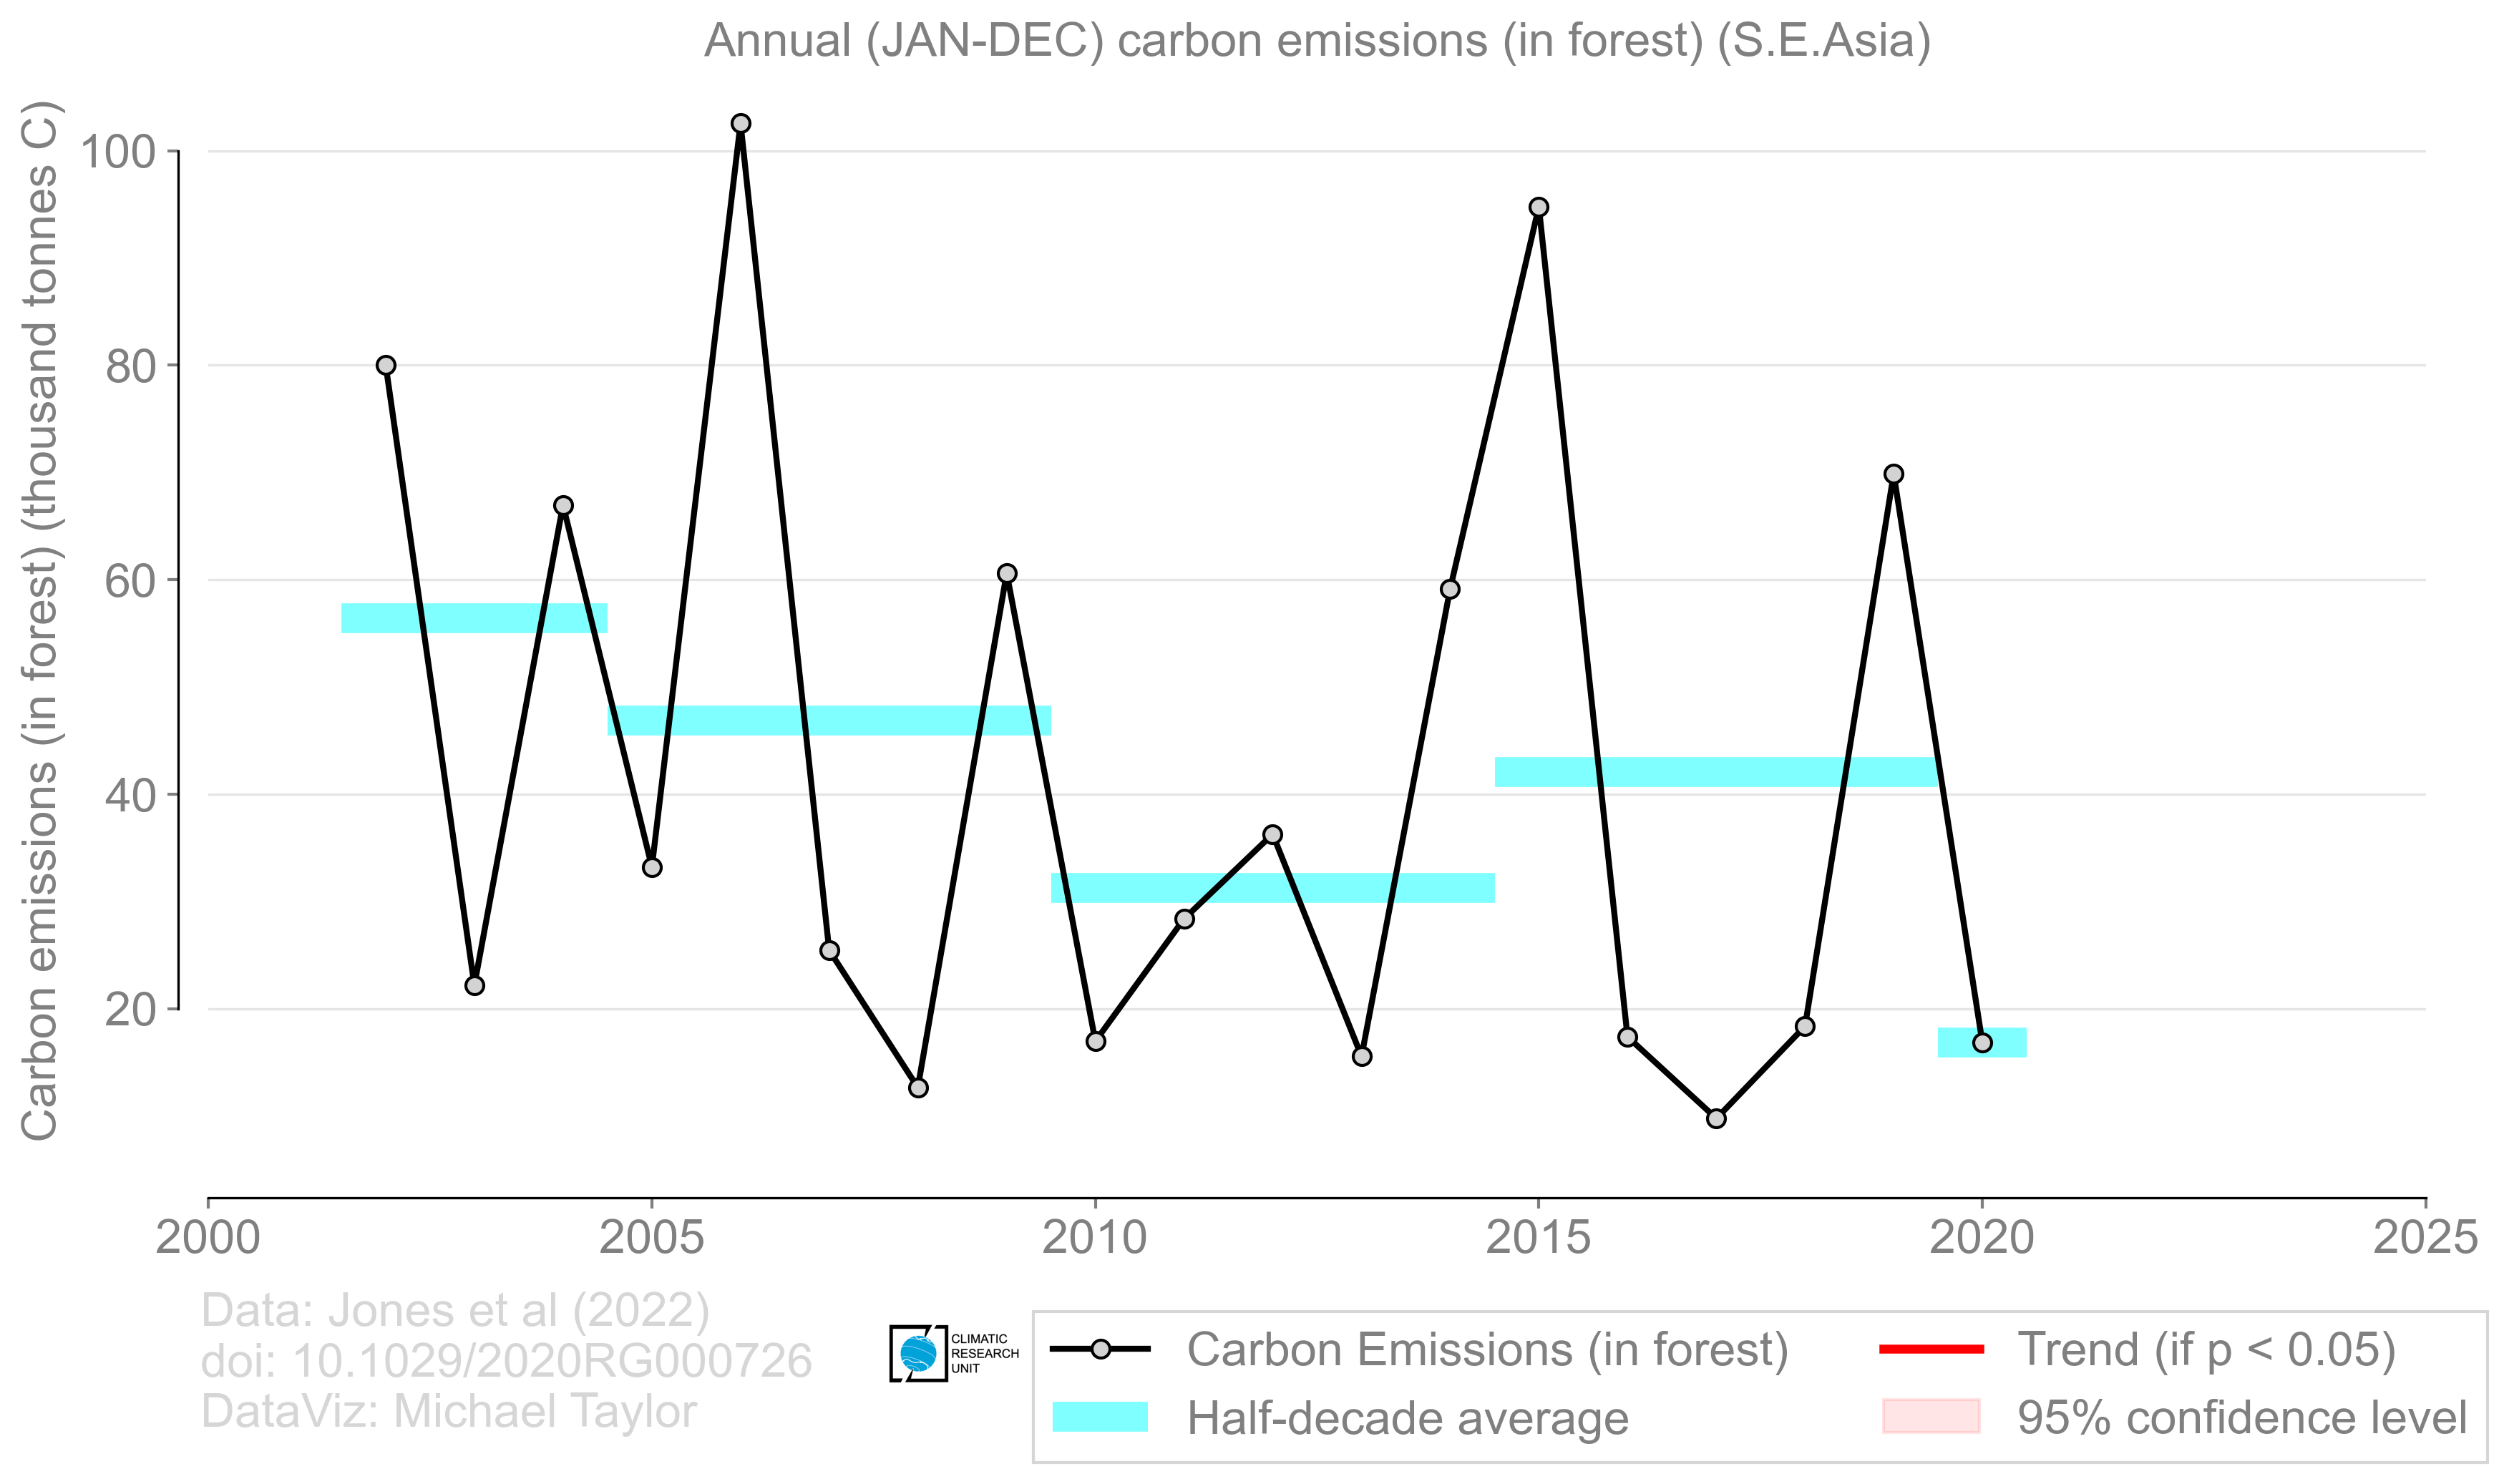 Annual (JAN-DEC) carbon emissions (in forest) (S.E.Asia)
Carbon emissions (in forest) (thousand tonnes C)
100
80
60
40
20
2000
2005
2010
2015
2020
2025
Data: Jones et al (2022)
doi: 10.1029/2020RG000726
DataViz: Michael Taylor
CLIMATIC
RESEARCH
UNIT
Carbon Emissions (in forest)
Half-decade average
Trend (if p < 0.05)
95% confidence level